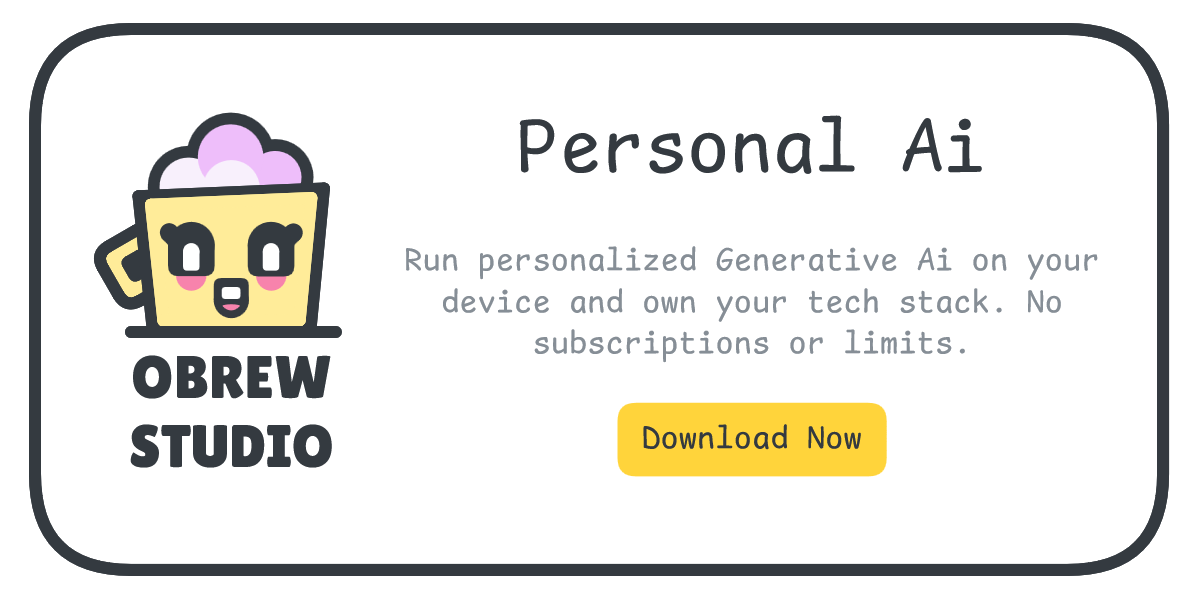 OBREW
STUDIO
Personal Ai
Run personalized Generative Ai on your
device and own your tech stack. No
subscriptions or limits.
Download Now